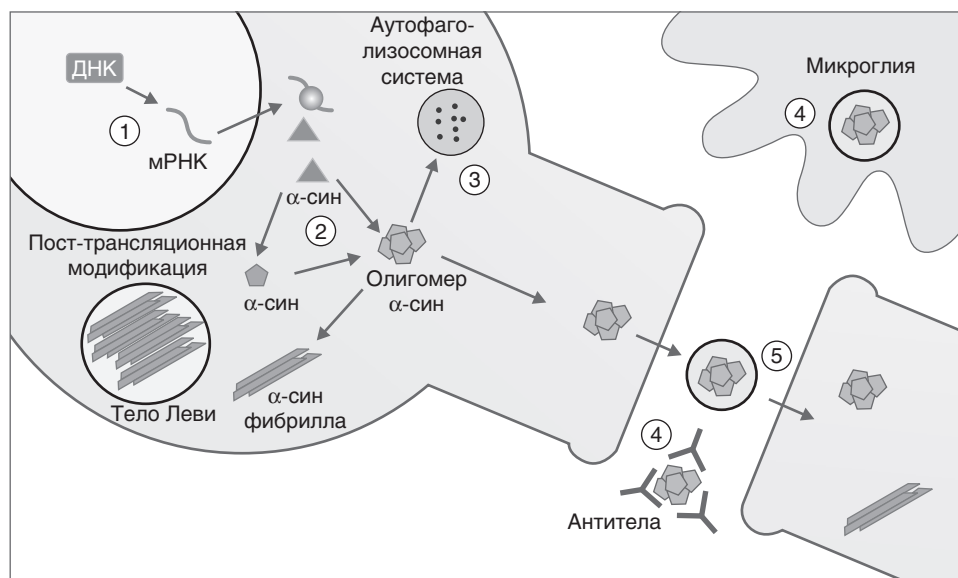 Аутофаго-
лизосомная
система
ДНК
1
мРНК
α-син
2
3
Пост-трансляционная
модификация
α-син
Олигомер
α-син
Тело Леви
α-син
фибрилла
Микроглия
4
5
4
Антитела